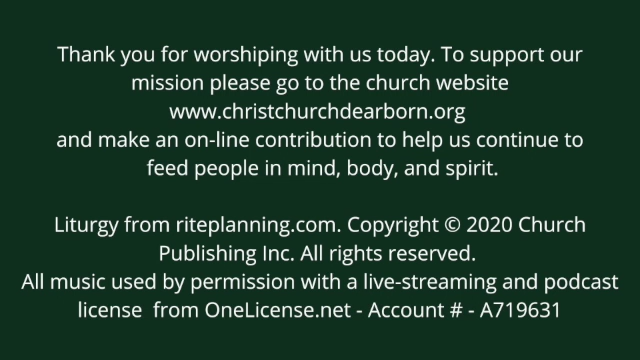 Thank you for worshiping with us today. To support our
mission please go to the church website
www.christchurchdearborn.org
and make an on-line contribution to help us continue to
feed people in mind, body, and spirit.
Liturgy from riteplanning.com. Copyright © 2020 Church
Publishing Inc. All rights reserved.
All music used by permission with a live-streaming and podcast
license  from OneLicense.net - Account # - A719631